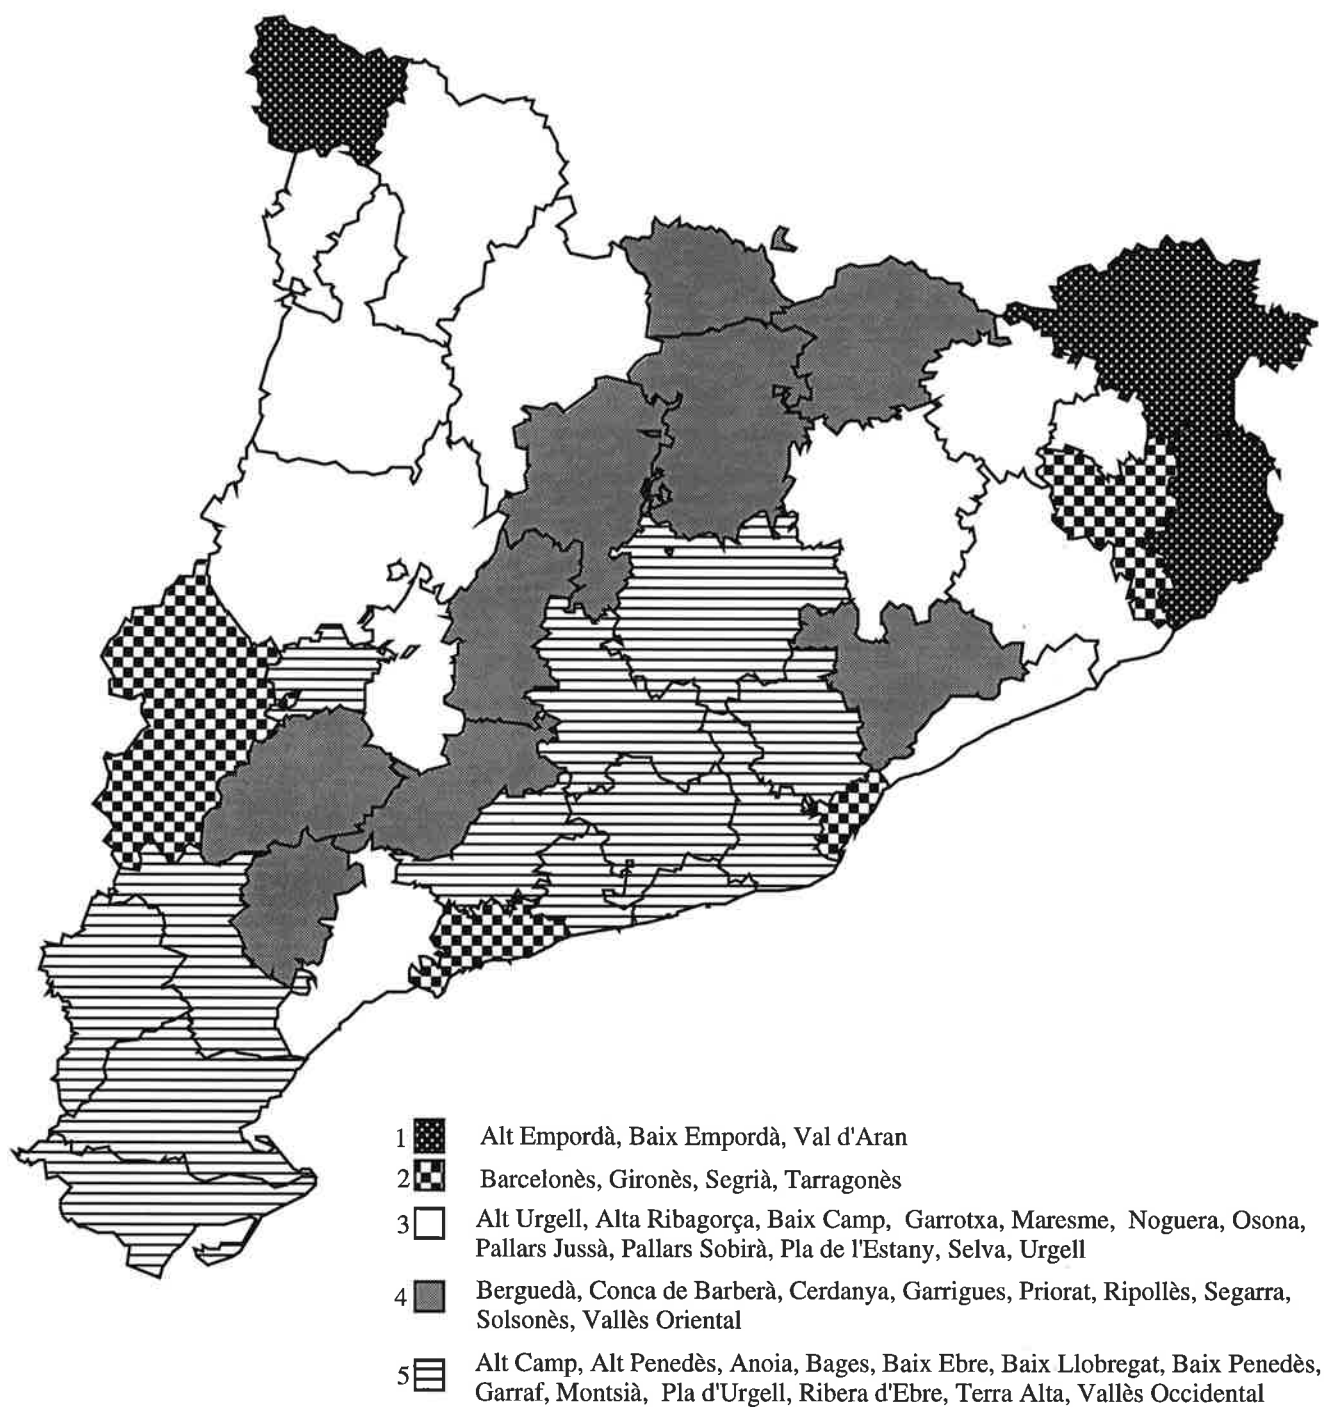 1 Alt Empordà, Baix Empordà, Val d'Aran
2 Barcelonès, Gironès, Segrià, Tarragonès
3 Alt Urgell, Alta Ribagorça, Baix Camp, Garrotxa, Maresme, Noguera, Osona,
Pallars Jussà, Pallars Sobirà, Pla de l'Estany, Selva, Urgell
4 Berguedà, Conca de Barberà, Cerdanya, Garrigues, Priorat, Ripollès, Segarra,
Solsonès, Vallès Oriental
5 Alt Camp, Alt Penedès, Anoia, Bages, Baix Ebre, Baix Llobregat, Baix Penedès,
Garraf, Montsià, Pla d'Urgell, Ribera d'Ebre, Terra Alta, Vallès Occidental